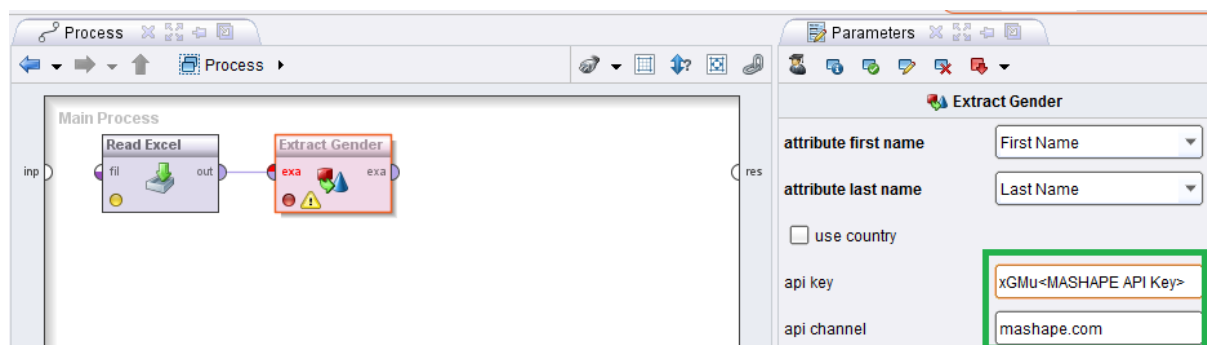 Process
Process
Main Process
Read Excel
Extract Gender
inp
fil
out
exa
exa
res
Parameters
Extract Gender
attribute first name
First Name
attribute last name
Last Name
use country
api key
xGMu<MASHAPE API Key>
api channel
mashape.com